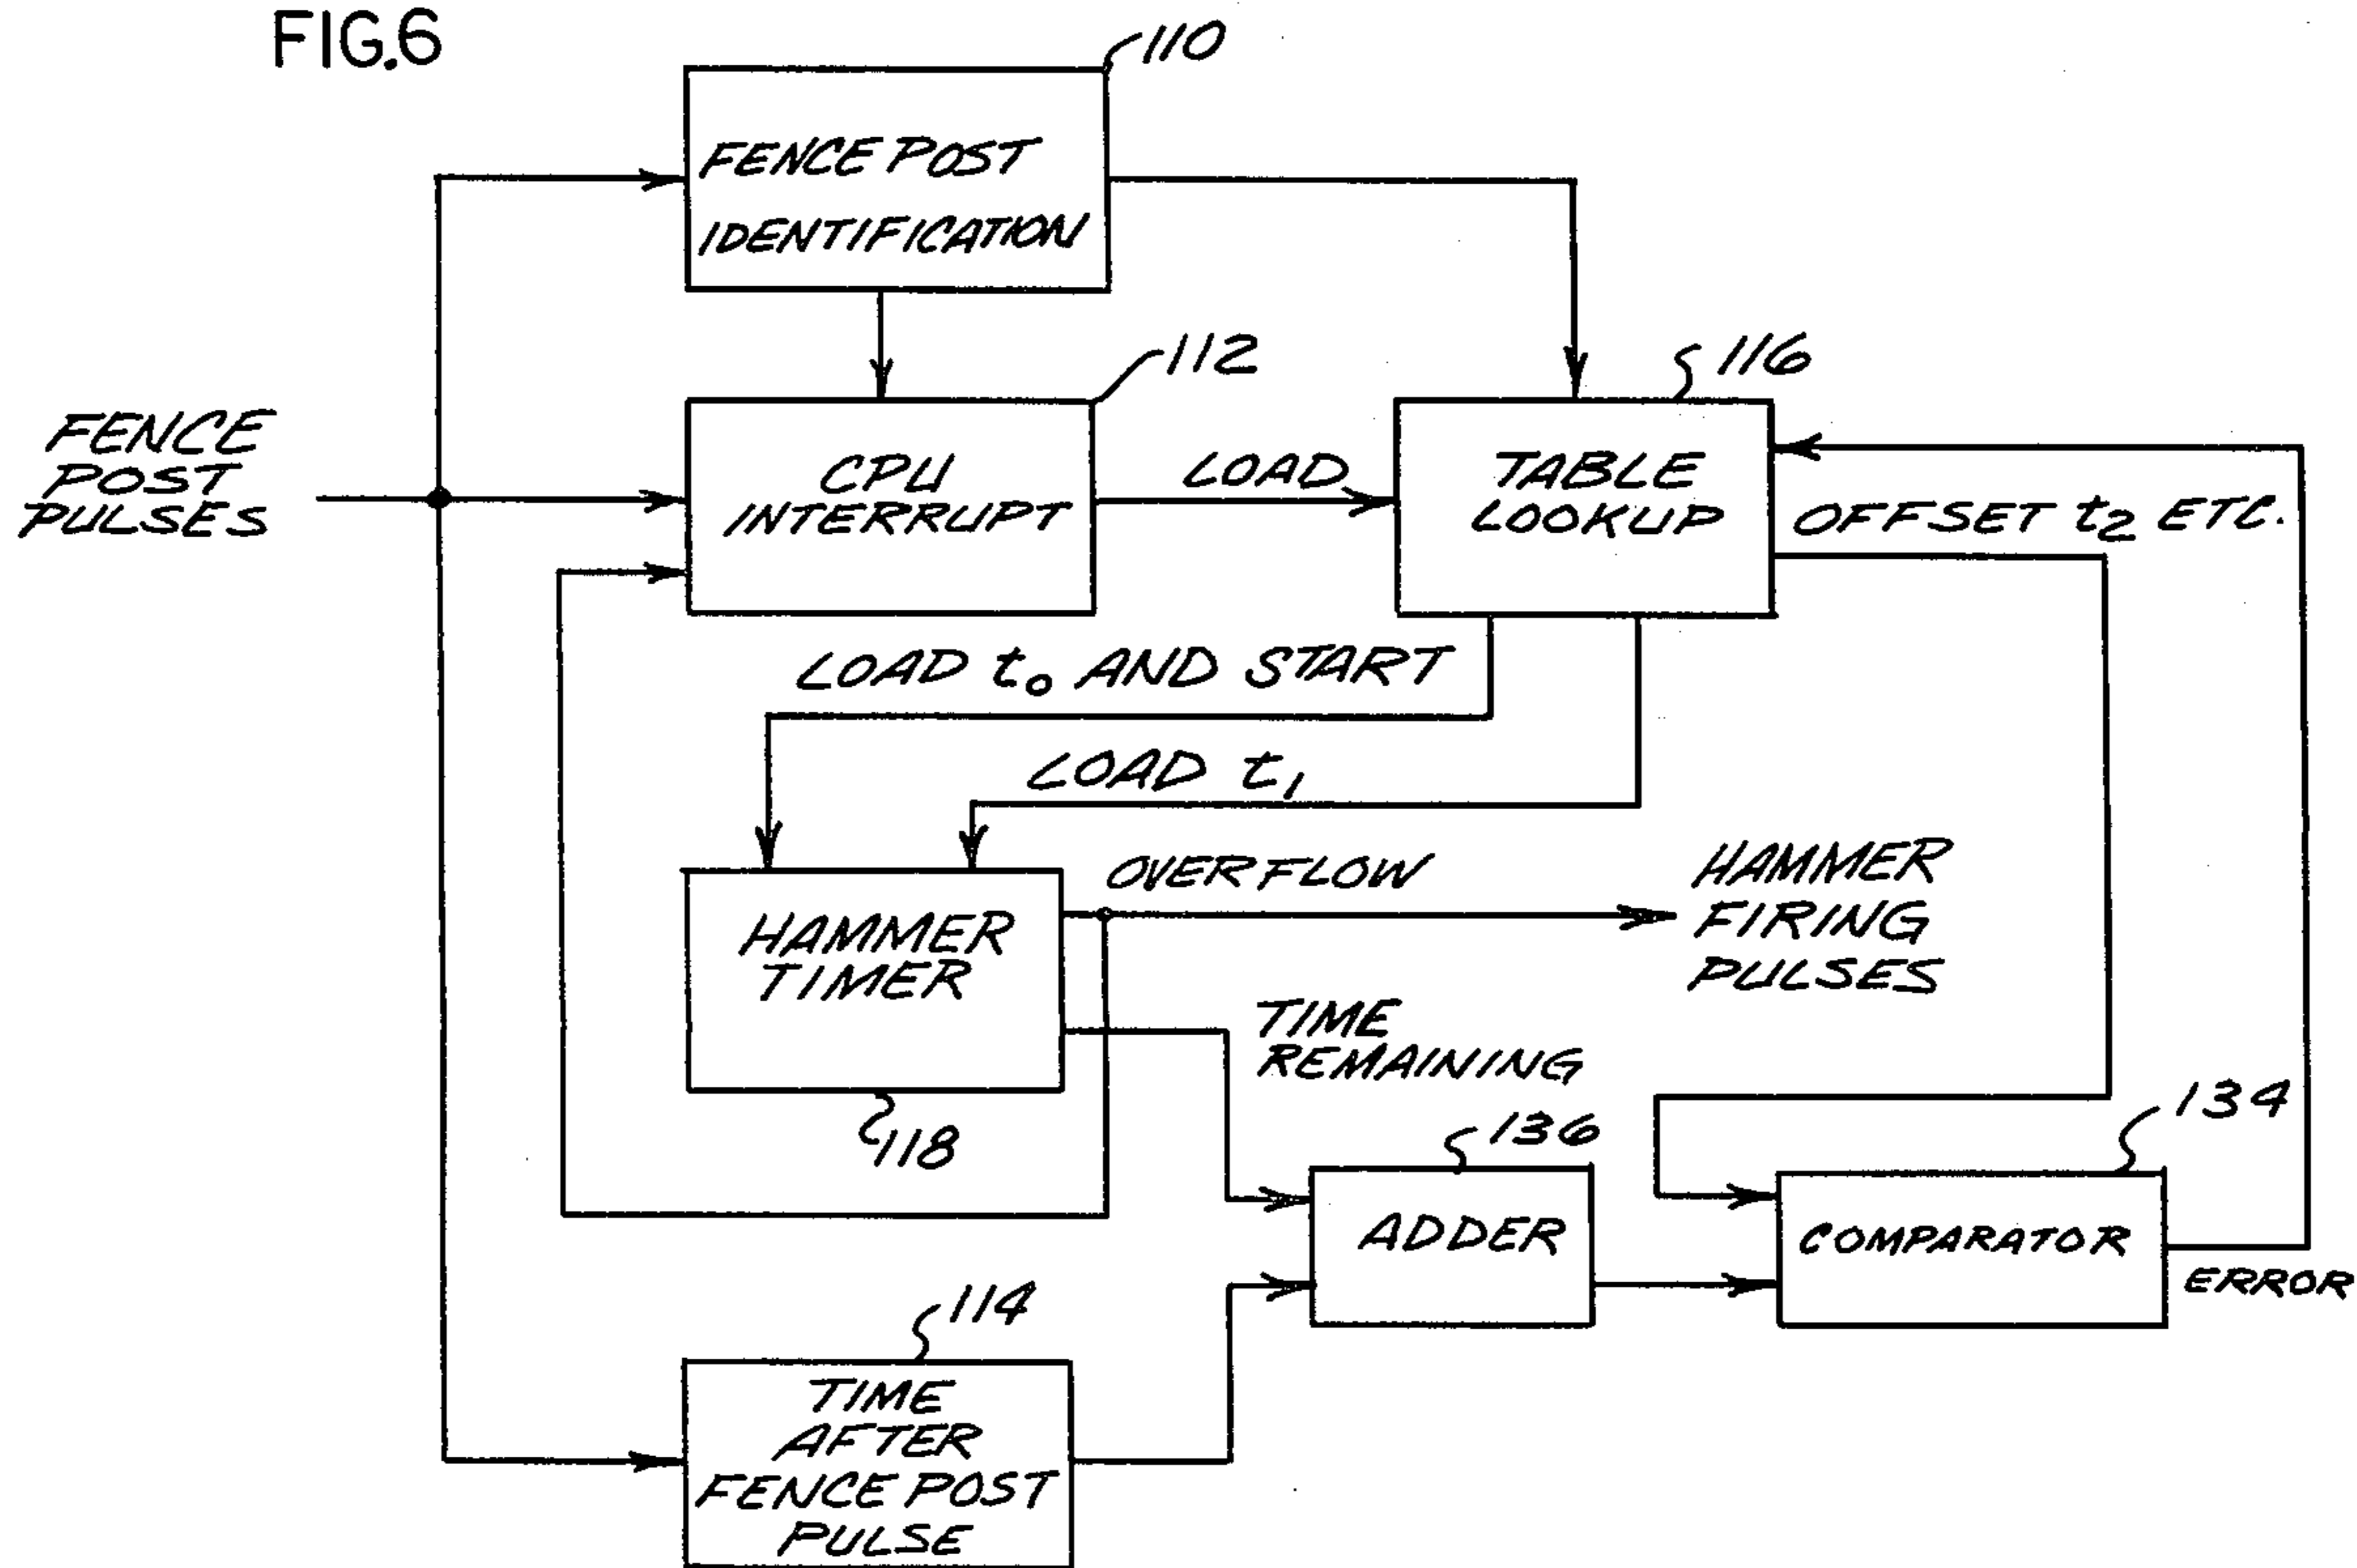 FIG.6
110
FENCE POST
IDENTIFICATION
112
116
FENCE
POST
PULSES
CPU
INTERRUPT
LOAD
TABLE
LOOKUP
OFFSET t2 ETC.
LOAD t0 AND START
LOAD t1
OVERFLOW
HAMMER
FIRING
PULSES
HAMMER
TIMER
TIME
REMAINING
118
136
134
ADDER
COMPARATOR
ERROR
114
TIME
AFTER
FENCE POST
PULSE